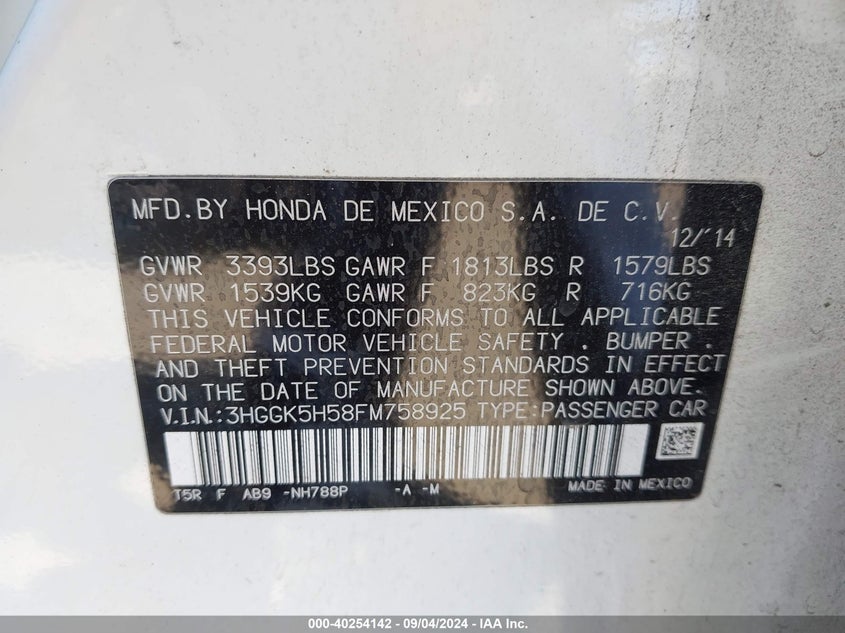 MFD.BY HONDA DE MEXICO S.A. DE C.V.
12/'14
GVWR 3393LBS GAWR F 1813LBS R 1579LBS
GVWR 1539KG GAWR F 823KG R 716KG
THIS VEHICLE CONFORMS TO ALL APPLICABLE
FEDERAL MOTOR VEHICLE SAFETY . BUMPER .
AND THEFT PREVENTION STANDARDS IN EFFECT
ON THE DATE OF MANUFACTURE SHOWN ABOVE.
V.I.N.:3HGGK5H58FM758925 TYPE:PASSENGER CAR
T5R F AB9 -NH788P -A -M MADE IN MEXICO
000-40254142 - 09/04/2024 - IAA Inc.